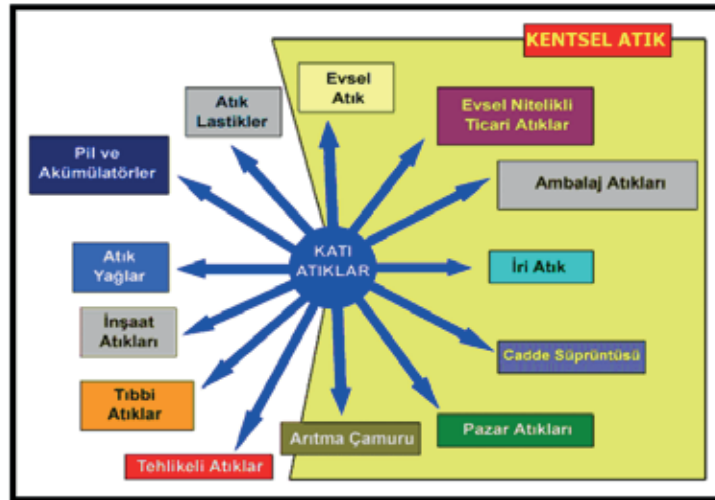 KENTSEL ATIK
Evsel
Atık
Atık
Lastikler
Evsel Nitelikli
Ticari Atıklar
Pil ve
Akümülatörler
Ambalaj Atıkları
KATI
ATIKLAR
Atık
Yağlar
İri Atık
İnşaat
Atıkları
Cadde Süprüntüsü
Tıbbi
Atıklar
Arıtma Çamuru
Pazar Atıkları
Tehlikeli Atıklar